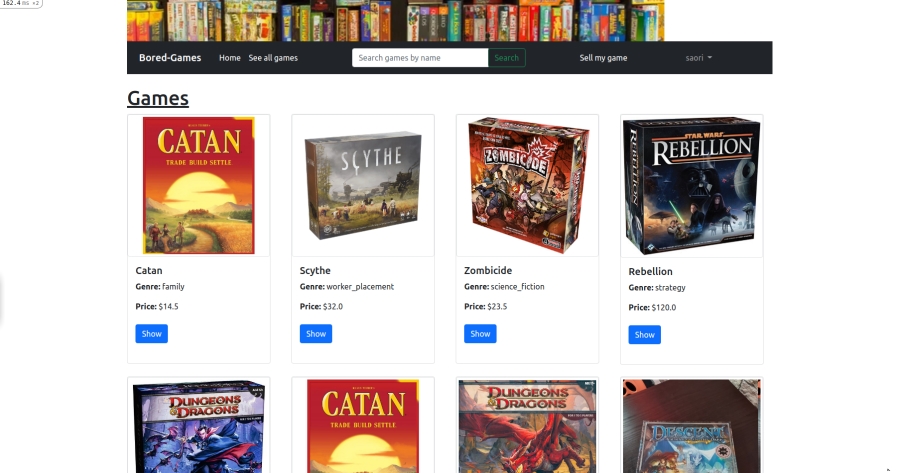 162.4 ms ×2
Bored-Games Home See all games Search games by name Search Sell my game saori
Games
CATAN
TRADE BUILD SETTLE
SCYTHE
ZOMBICIDE
STAR WARS
REBELLION
REBELLION
Catan
Genre: family
Price: $14.5
Show
Scythe
Genre: worker_placement
Price: $32.0
Show
Zombicide
Genre: science_fiction
Price: $23.5
Show
Rebellion
Genre: strategy
Price: $120.0
Show
DUNGEONS
& DRAGONS
CATAN
TRADE BUILD SETTLE
DUNGEONS
& DRAGONS
DESCENT